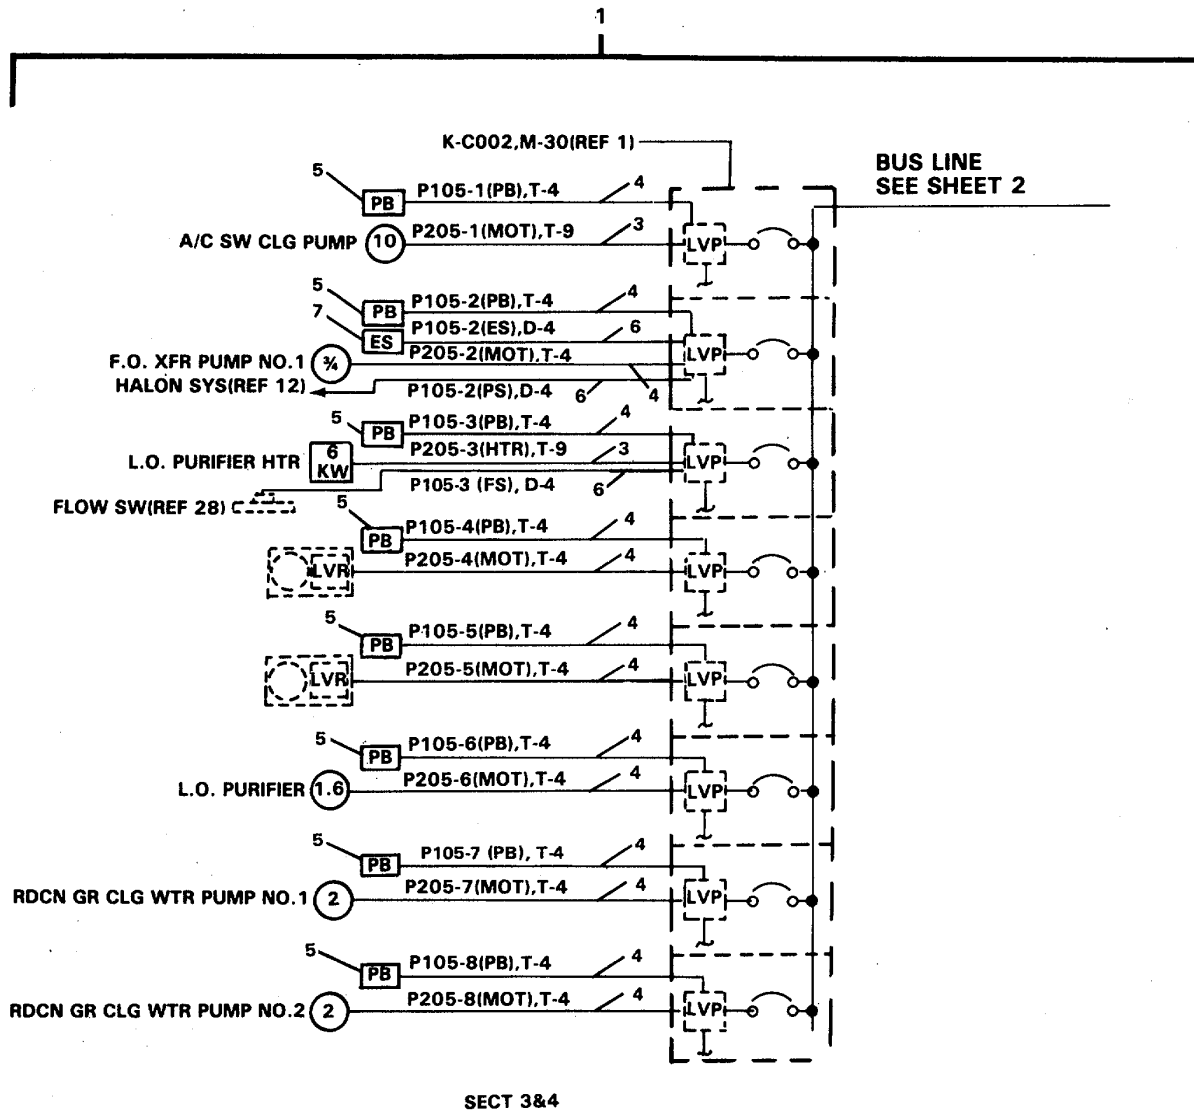 1
K-C002,M-30(REF 1)
BUS LINE
SEE SHEET 2
5
PB
P105-1(PB),T-4
4
A/C SW CLG PUMP
10
P205-1(MOT),T-9
3
LVP
5
PB
P105-2(PB),T-4
4
7
ES
P105-2(ES),D-4
6
F.O. XFR PUMP NO.1
¾
P205-2(MOT),T-4
4
LVP
HALON SYS(REF 12)
P105-2(PS),D-4
6
5
PB
P105-3(PB),T-4
4
L.O. PURIFIER HTR
6
KW
P205-3(HTR),T-9
3
LVP
FLOW SW(REF 28)
P105-3 (FS), D-4
6
5
PB
P105-4(PB),T-4
4
LVR
P205-4(MOT),T-4
4
LVP
5
PB
P105-5(PB),T-4
4
LVR
P205-5(MOT),T-4
4
LVP
5
PB
P105-6(PB),T-4
4
L.O. PURIFIER
1.6
P205-6(MOT),T-4
4
LVP
5
PB
P105-7 (PB), T-4
4
RDCN GR CLG WTR PUMP NO.1
2
P205-7(MOT),T-4
4
LVP
5
PB
P105-8(PB),T-4
4
RDCN GR CLG WTR PUMP NO.2
2
P205-8(MOT),T-4
4
LVP
SECT 3&4